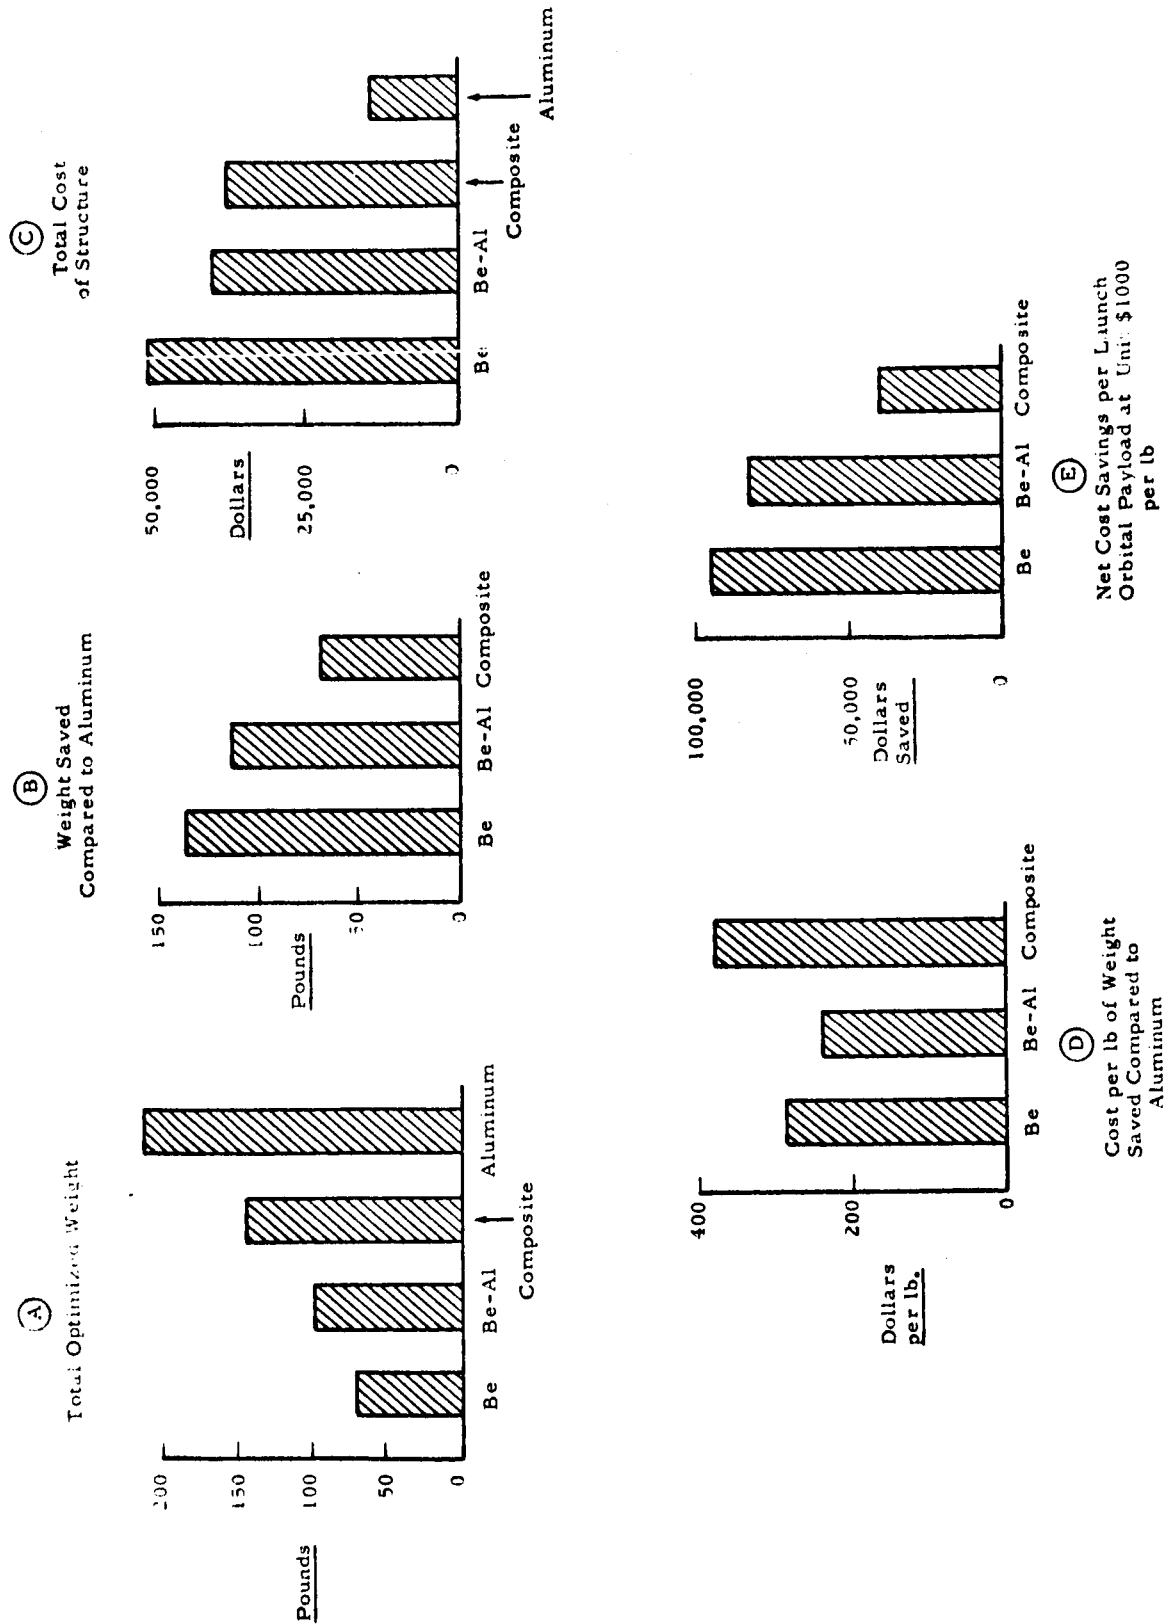 A
Total Optimized Weight
Pounds
200
150
100
50
0
Be
Be-Al
Composite
Aluminum
B
Weight Saved
Compared to Aluminum
Pounds
150
100
50
0
Be
Be-Al
Composite
C
Total Cost
of Structure
50,000
Dollars
25,000
0
Be
Be-Al
Composite
Aluminum
400
200
0
Dollars
per lb.
Be
Be-Al
Composite
D
Cost per lb of Weight
Saved Compared to
Aluminum
100,000
50,000
Dollars
Saved
0
Be
Be-Al
Composite
E
Net Cost Savings per Launch
Orbital Payload at Unit $1000
per lb